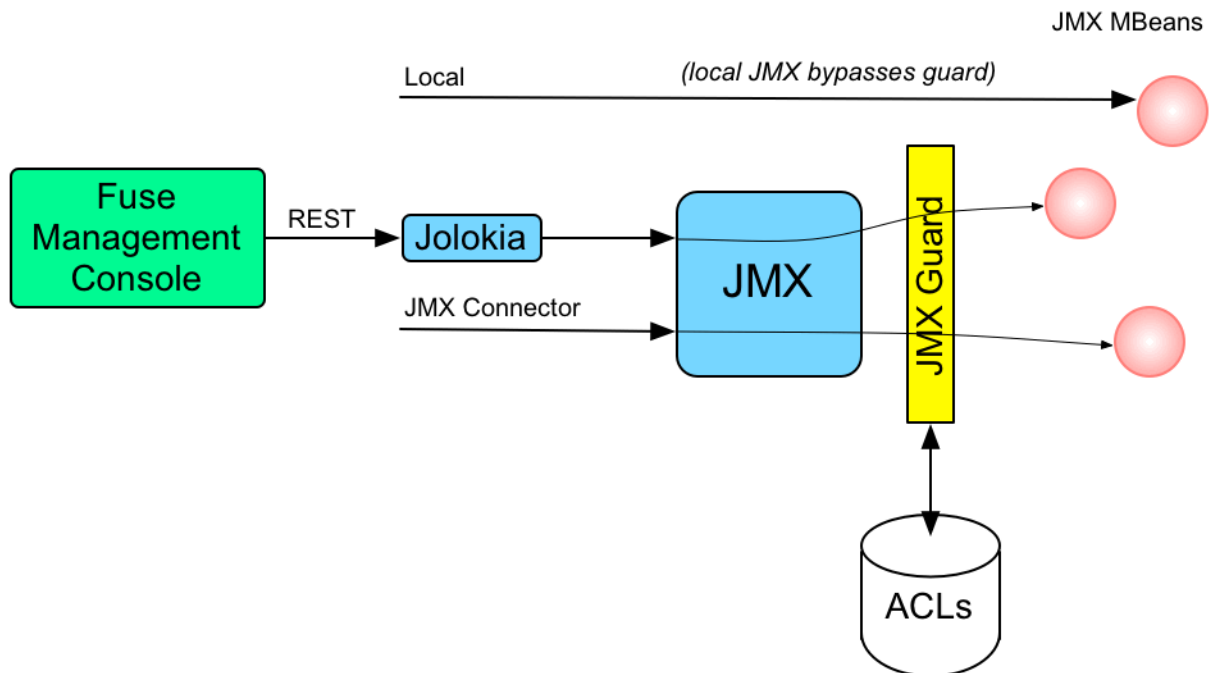 JMX MBeans
Local
(local JMX bypasses guard)
Fuse
Management
Console
REST
Jolokia
JMX Connector
JMX
JMX Guard
ACLs